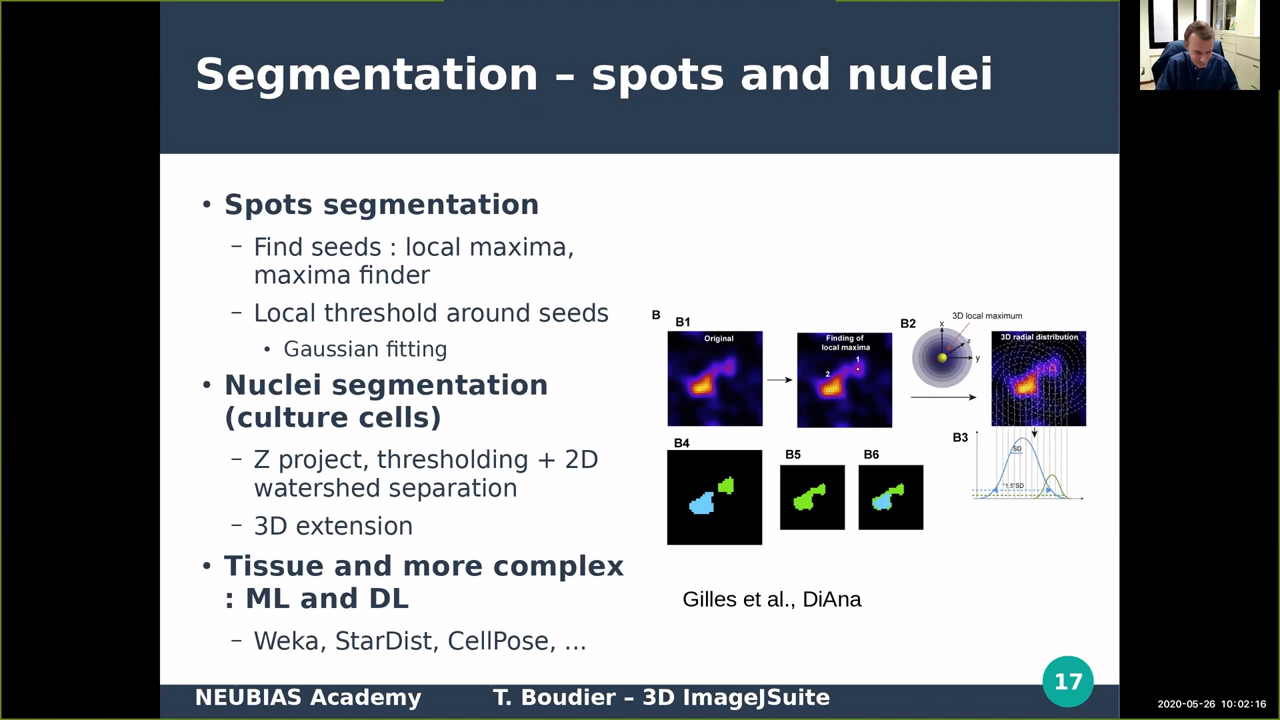 Segmentation – spots and nuclei
• Spots segmentation
– Find seeds : local maxima,
maxima finder
– Local threshold around seeds
• Gaussian fitting
• Nuclei segmentation
(culture cells)
– Z project, thresholding + 2D
watershed separation
– 3D extension
• Tissue and more complex
: ML and DL
– Weka, StarDist, CellPose, ...
B
B1
Original
Finding of
local maxima
1
2
B2
3D local maximum
x
z
y
3D radial distribution
B3
SD
*1.5*SD
B4
B5
B6
Gilles et al., DiAna
NEUBIAS Academy
T. Boudier – 3D ImageJSuite
17
2020-05-26 10:02:16